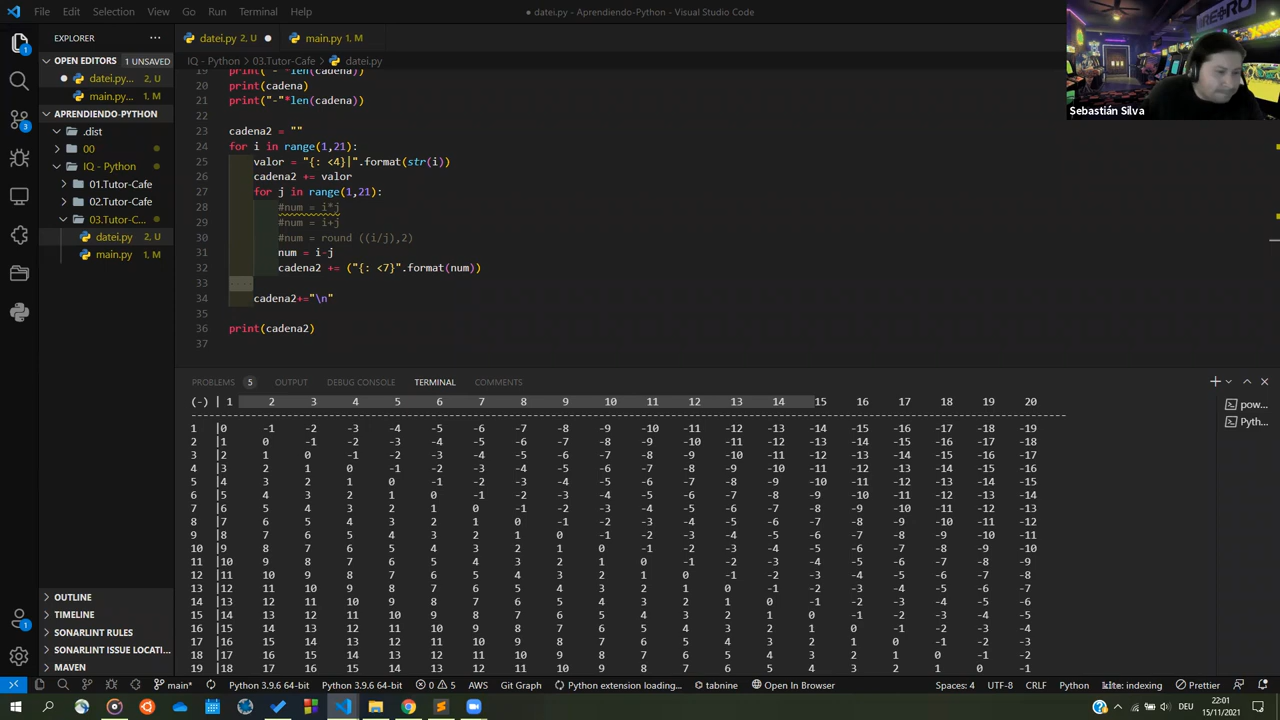 File Edit Selection View Go Run Terminal Help
● datei.py - Aprendiendo-Python - Visual Studio Code
RE RO
Sebastián Silva
EXPLORER ...
OPEN EDITORS 1 UNSAVED
datei.py... 2, U
main.py... 1, M
APRENDIENDO-PYTHON
.dist
00
IQ - Python
01.Tutor-Cafe
02.Tutor-Cafe
03.Tutor-C...
datei.py 2, U
main.py 1, M
OUTLINE
TIMELINE
SONARLINT RULES
SONARLINT ISSUE LOCATI...
MAVEN
datei.py 2, U ●
main.py 1, M
IQ - Python > 03.Tutor-Cafe > datei.py
19 print("-"*len(cadena))
20 print(cadena)
21 print("-"*len(cadena))
22
23 cadena2 = ""
24 for i in range(1,21):
25 valor = "{: <4}|".format(str(i))
26 cadena2 += valor
27 for j in range(1,21):
28 #num = i*j
29 #num = i+j
30 #num = round ((i/j),2)
31 num = i-j
32 cadena2 += ("{: <7}".format(num))
33
34 cadena2+="\n"
35
36 print(cadena2)
37
PROBLEMS 5 OUTPUT DEBUG CONSOLE TERMINAL COMMENTS
pow...
Pyth...
(-) | 1 2 3 4 5 6 7 8 9 10 11 12 13 14 15 16 17 18 19 20
--------------------------------------------------------------------------------
1 |0 -1 -2 -3 -4 -5 -6 -7 -8 -9 -10 -11 -12 -13 -14 -15 -16 -17 -18 -19
2 |1 0 -1 -2 -3 -4 -5 -6 -7 -8 -9 -10 -11 -12 -13 -14 -15 -16 -17 -18
3 |2 1 0 -1 -2 -3 -4 -5 -6 -7 -8 -9 -10 -11 -12 -13 -14 -15 -16 -17
4 |3 2 1 0 -1 -2 -3 -4 -5 -6 -7 -8 -9 -10 -11 -12 -13 -14 -15 -16
5 |4 3 2 1 0 -1 -2 -3 -4 -5 -6 -7 -8 -9 -10 -11 -12 -13 -14 -15
6 |5 4 3 2 1 0 -1 -2 -3 -4 -5 -6 -7 -8 -9 -10 -11 -12 -13 -14
7 |6 5 4 3 2 1 0 -1 -2 -3 -4 -5 -6 -7 -8 -9 -10 -11 -12 -13
8 |7 6 5 4 3 2 1 0 -1 -2 -3 -4 -5 -6 -7 -8 -9 -10 -11 -12
9 |8 7 6 5 4 3 2 1 0 -1 -2 -3 -4 -5 -6 -7 -8 -9 -10 -11
10 |9 8 7 6 5 4 3 2 1 0 -1 -2 -3 -4 -5 -6 -7 -8 -9 -10
11 |10 9 8 7 6 5 4 3 2 1 0 -1 -2 -3 -4 -5 -6 -7 -8 -9
12 |11 10 9 8 7 6 5 4 3 2 1 0 -1 -2 -3 -4 -5 -6 -7 -8
13 |12 11 10 9 8 7 6 5 4 3 2 1 0 -1 -2 -3 -4 -5 -6 -7
14 |13 12 11 10 9 8 7 6 5 4 3 2 1 0 -1 -2 -3 -4 -5 -6
15 |14 13 12 11 10 9 8 7 6 5 4 3 2 1 0 -1 -2 -3 -4 -5
16 |15 14 13 12 11 10 9 8 7 6 5 4 3 2 1 0 -1 -2 -3 -4
17 |16 15 14 13 12 11 10 9 8 7 6 5 4 3 2 1 0 -1 -2 -3
18 |17 16 15 14 13 12 11 10 9 8 7 6 5 4 3 2 1 0 -1 -2
19 |18 17 16 15 14 13 12 11 10 9 8 7 6 5 4 3 2 1 0 -1
main* Python 3.9.6 64-bit Python 3.9.6 64-bit 0 5 AWS Git Graph Python extension loading... tabnine Open In Browser Spaces: 4 UTF-8 CRLF Python kite: indexing Prettier
DEU 22:01
15/11/2021